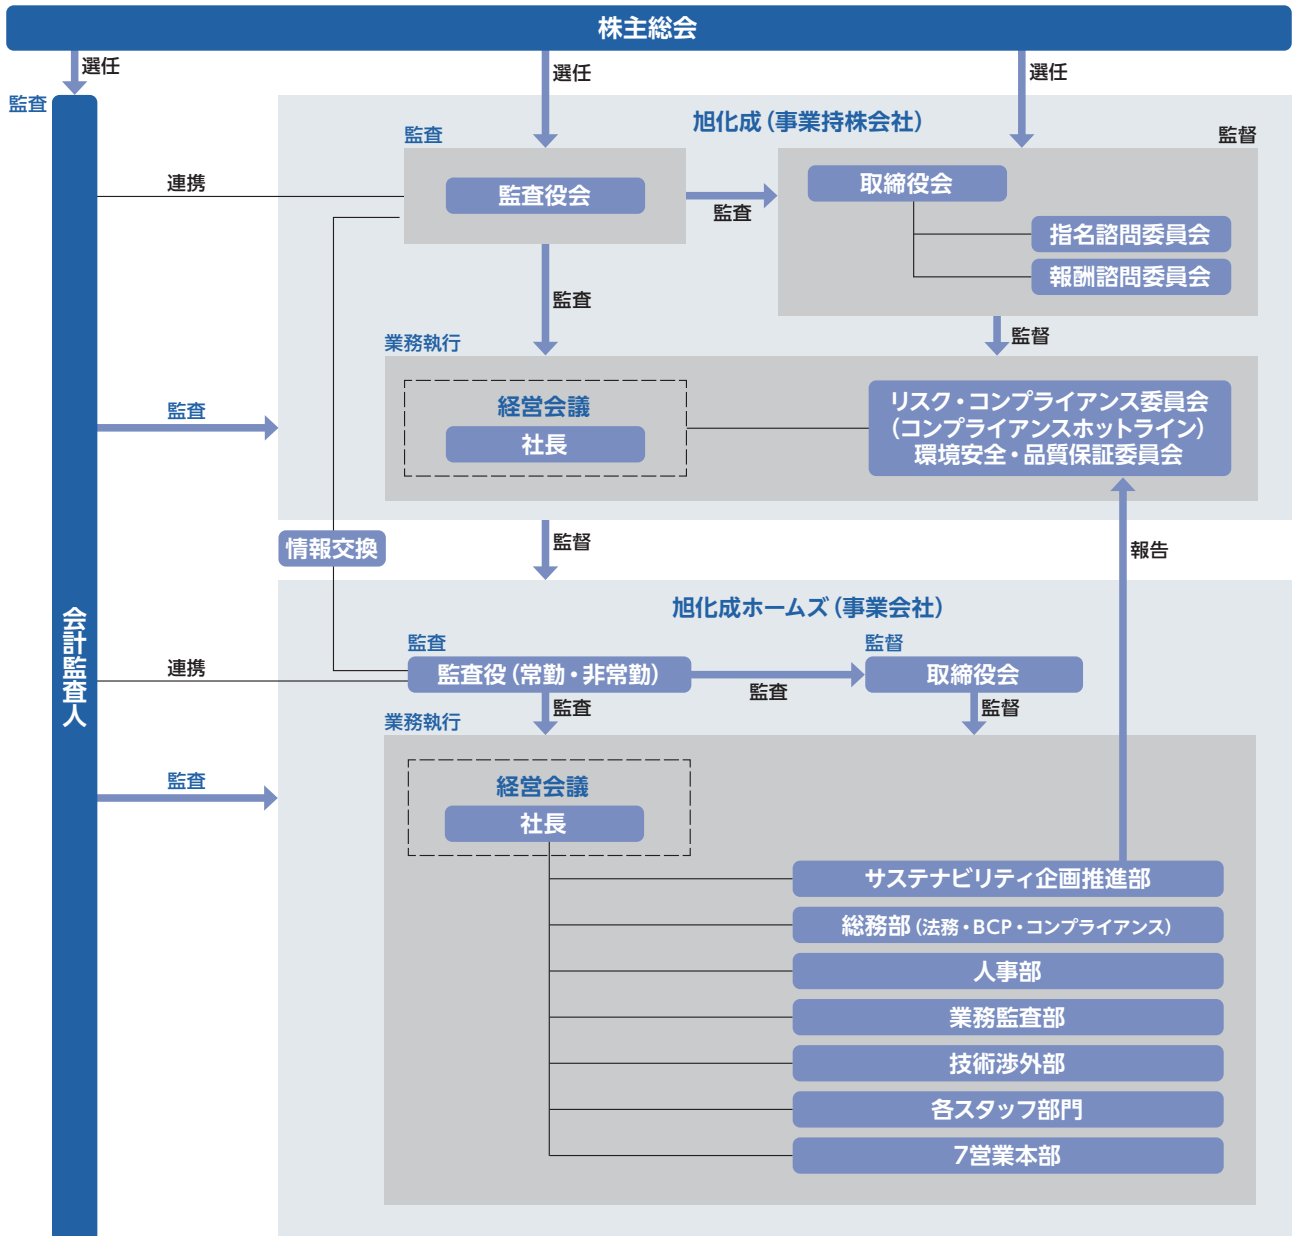 株主総会
選任
選任
選任
監査
旭化成（事業持株会社）
監査
監督
連携
監査役会
取締役会
監査
指名諮問委員会
報酬諮問委員会
監査
監督
業務執行
経営会議
社長
リスク・コンプライアンス委員会
（コンプライアンスホットライン）
環境安全・品質保証委員会
監査
情報交換
監督
報告
会計監査人
旭化成ホームズ（事業会社）
監査
監督
連携
監査役（常勤・非常勤）
取締役会
監査
監査
監督
業務執行
経営会議
社長
監査
サステナビリティ企画推進部
総務部（法務・BCP・コンプライアンス）
人事部
業務監査部
技術渉外部
各スタッフ部門
7営業本部